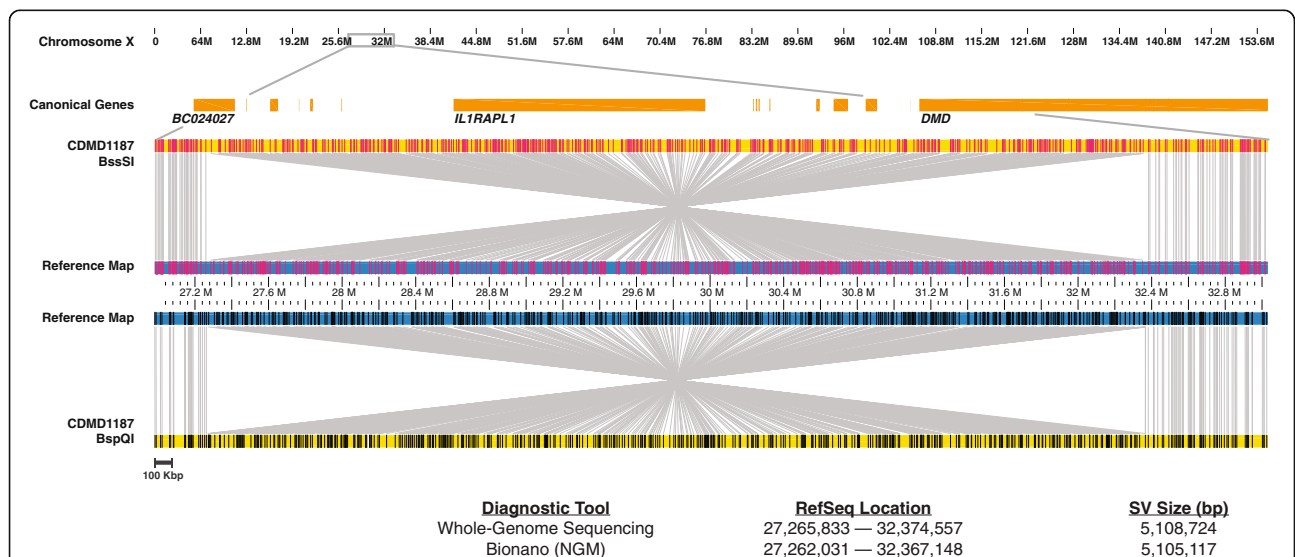 Chromosome X 0 64M 12.8M 19.2M 25.6M 32M 38.4M 44.8M 51.6M 57.6M 64M 70.4M 76.8M 83.2M 89.6M 96M 102.4M 108.8M 115.2M 121.6M 128M 134.4M 140.8M 147.2M 153.6M
Canonical Genes
BC024027 IL1RAPL1 DMD
CDMD1187
BssSI
Reference Map
27.2 M 27.6 M 28 M 28.4 M 28.8 M 29.2 M 29.6 M 30 M 30.4 M 30.8 M 31.2 M 31.6 M 32 M 32.4 M 32.8 M
Reference Map
CDMD1187
BspQI
100 Kbp
Diagnostic Tool RefSeq Location SV Size (bp)
Whole-Genome Sequencing 27,265,833 — 32,374,557 5,108,724
Bionano (NGM) 27,262,031 — 32,367,148 5,105,117